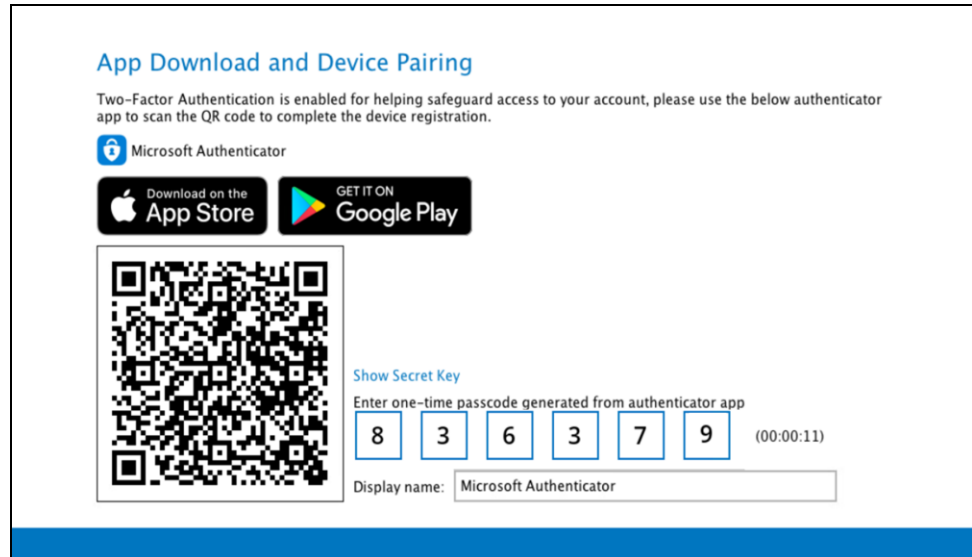 App Download and Device Pairing
Two-Factor Authentication is enabled for helping safeguard access to your account, please use the below authenticator
app to scan the QR code to complete the device registration.
Microsoft Authenticator
Download on the
App Store
GET IT ON
Google Play
Show Secret Key
Enter one-time passcode generated from authenticator app
8 3 6 3 7 9 (00:00:11)
Display name: Microsoft Authenticator